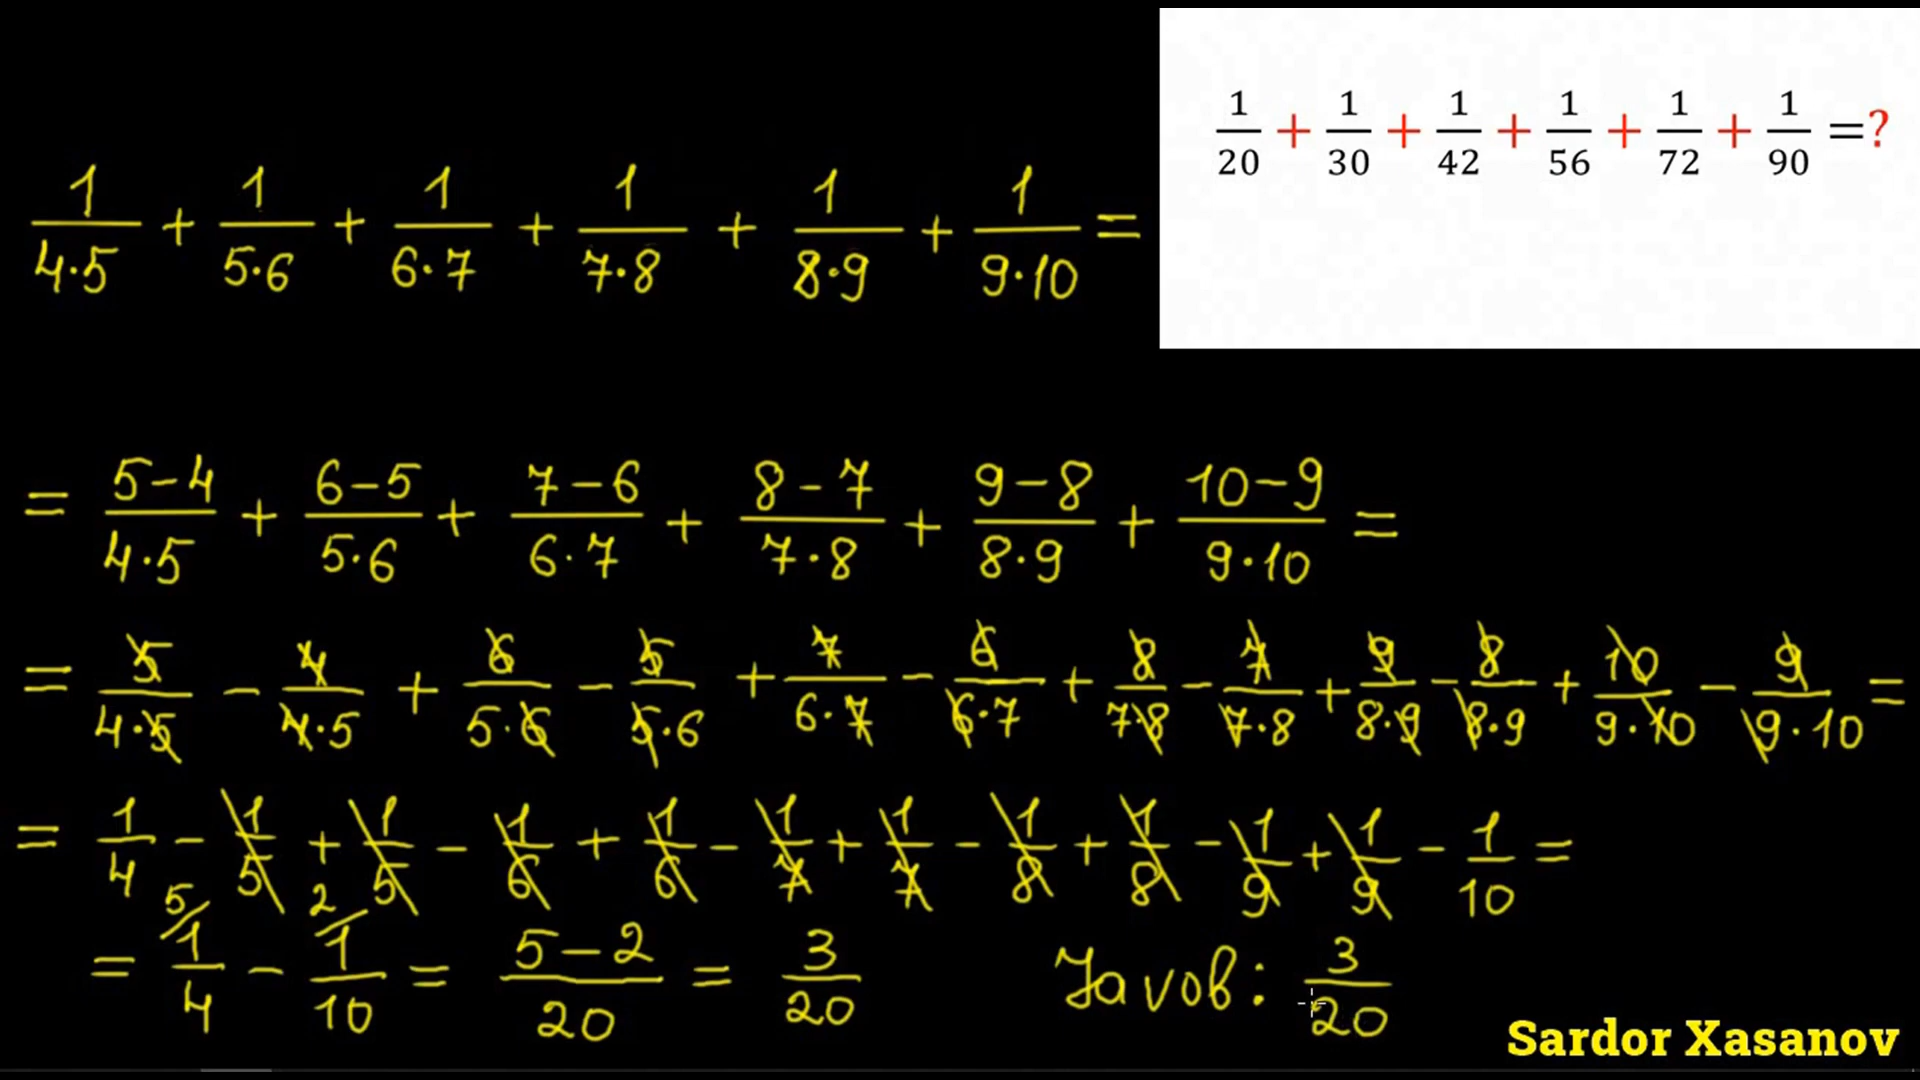 1/20 + 1/30 + 1/42 + 1/56 + 1/72 + 1/90 =?
1/(4·5) + 1/(5·6) + 1/(6·7) + 1/(7·8) + 1/(8·9) + 1/(9·10) =
= (5-4)/(4·5) + (6-5)/(5·6) + (7-6)/(6·7) + (8-7)/(7·8) + (9-8)/(8·9) + (10-9)/(9·10) =
= 5/(4·5) - 4/(4·5) + 6/(5·6) - 5/(5·6) + 7/(6·7) - 6/(6·7) + 8/(7·8) - 7/(7·8) + 9/(8·9) - 8/(8·9) + 10/(9·10) - 9/(9·10) =
= 1/4 - 1/5 + 1/5 - 1/6 + 1/6 - 1/7 + 1/7 - 1/8 + 1/8 - 1/9 + 1/9 - 1/10 =
5/ 2/
= 1/4 - 1/10 = (5-2)/20 = 3/20 Javob: 3/20
Sardor Xasanov